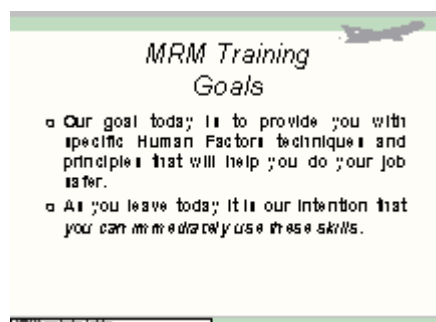 MRM Training
Goals
Our goal today is to provide you with
specific Human Factors techniques and
principles that will help you do your job
safer.
As you leave today it is our intention that
you can immediately use these skills.